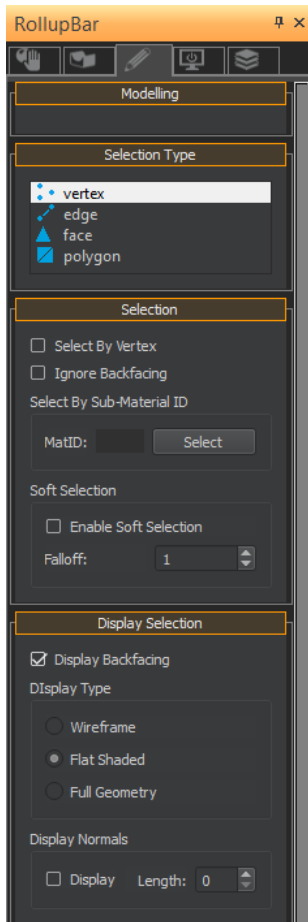 RollupBar
Modelling
Selection Type
vertex
edge
face
polygon
Selection
Select By Vertex
Ignore Backfacing
Select By Sub-Material ID
MatID: Select
Soft Selection
Enable Soft Selection
Falloff: 1
Display Selection
Display Backfacing
DIsplay Type
Wireframe
Flat Shaded
Full Geometry
Display Normals
Display Length: 0